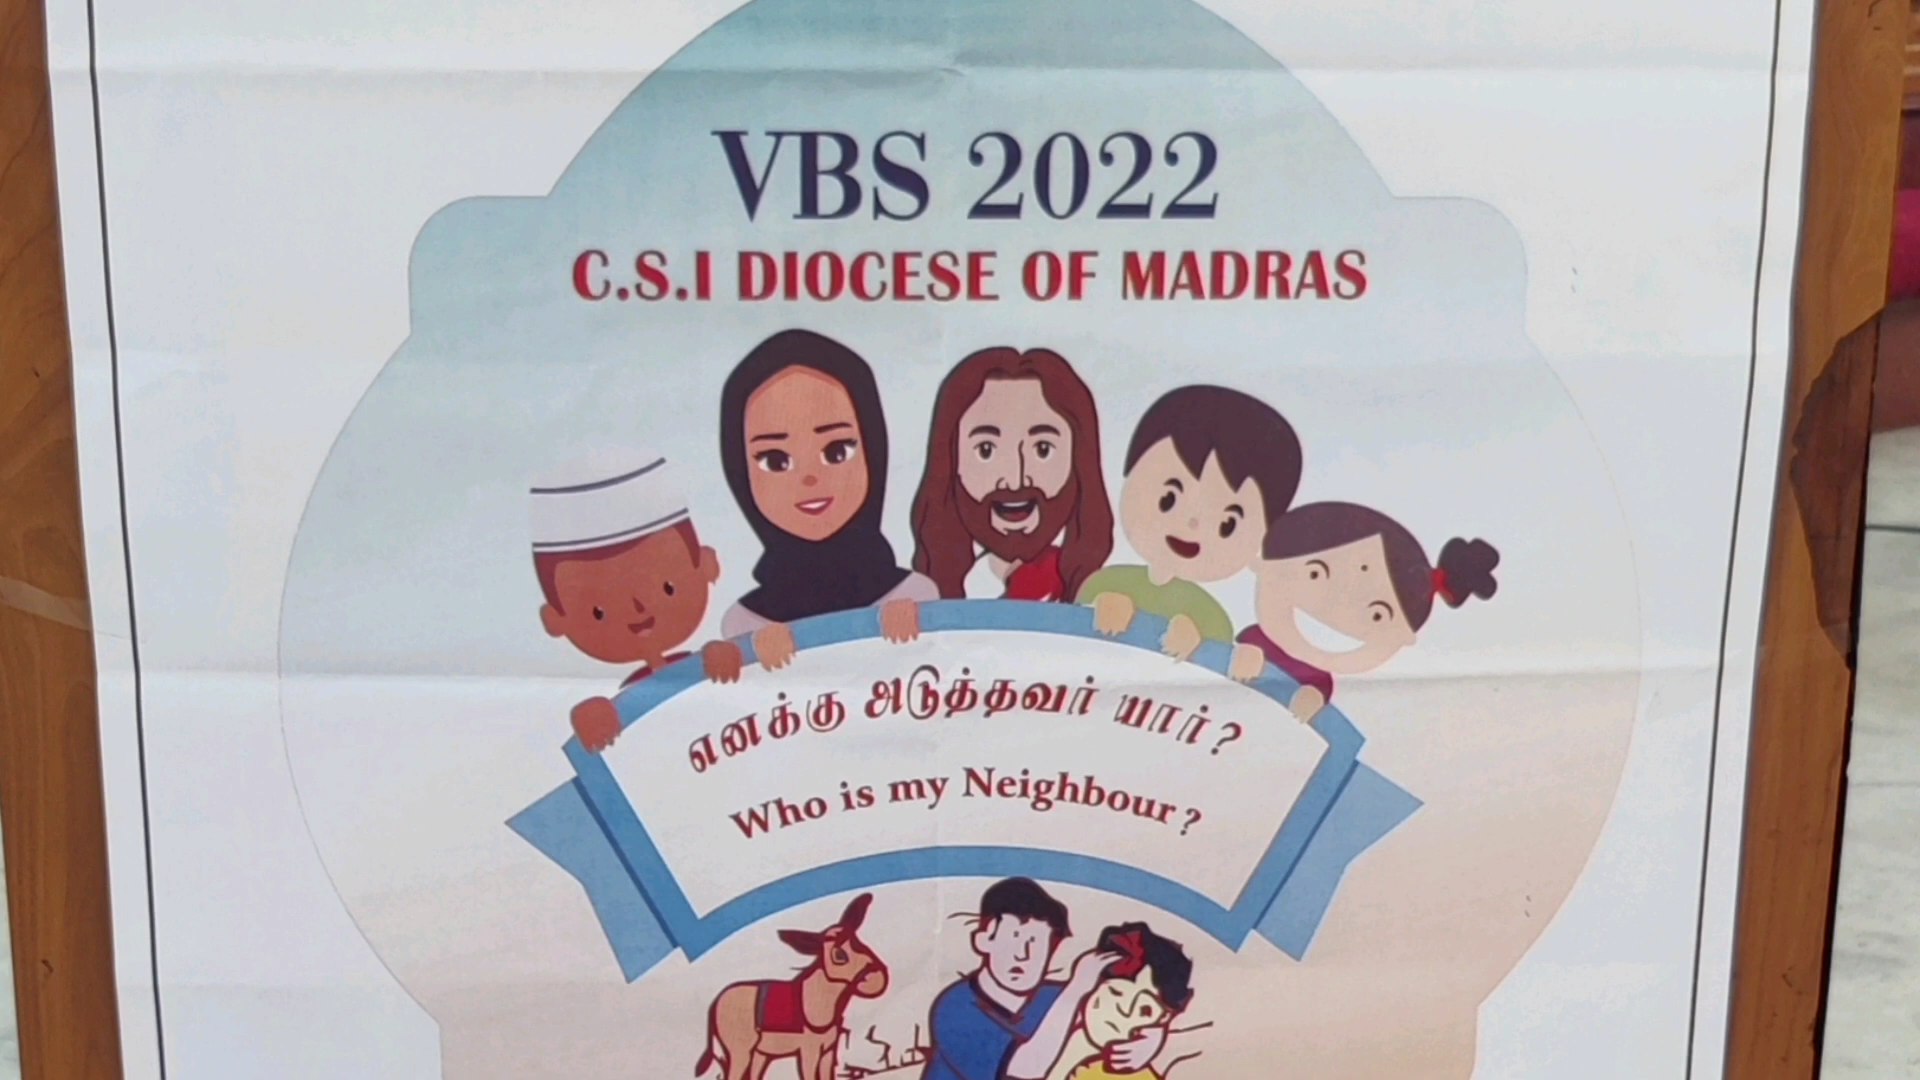 VBS 2022
C.S.I DIOCESE OF MADRAS
எனக்கு அடுத்தவர் யார்?
Who is my Neighbour?